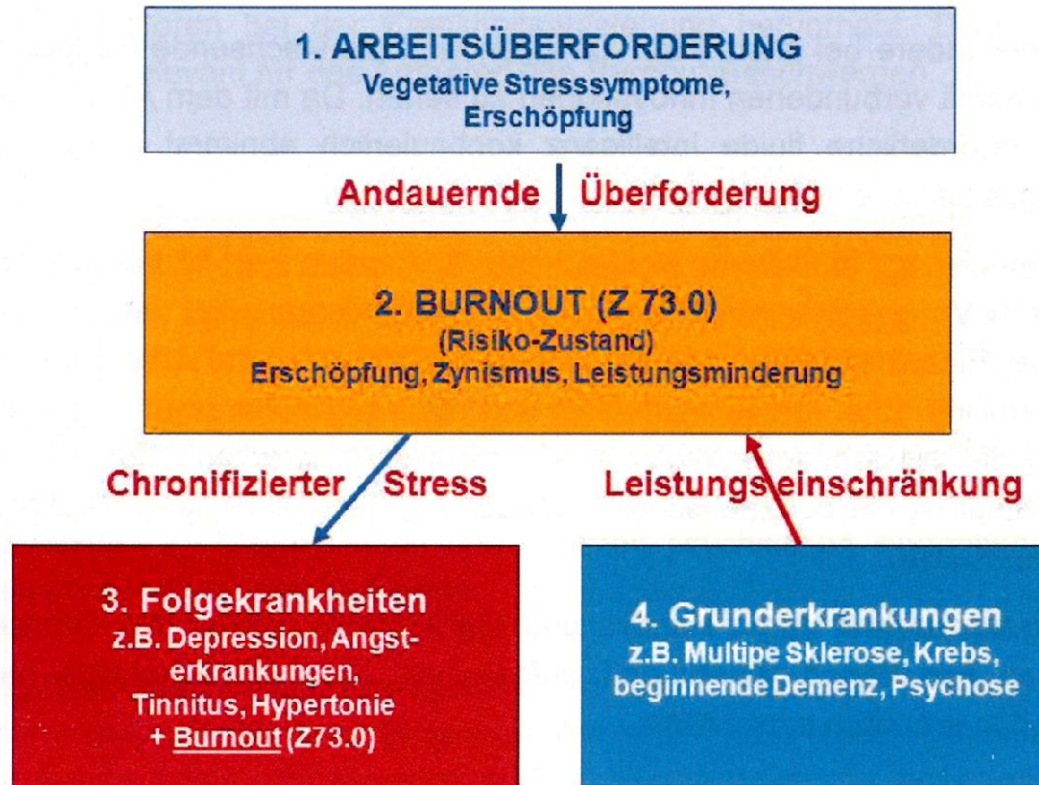 1. ARBEITSÜBERFORDERUNG
Vegetative Stresssymptome,
Erschöpfung
Andauernde Überforderung
2. BURNOUT (Z 73.0)
(Risiko-Zustand)
Erschöpfung, Zynismus, Leistungsminderung
Chronifizierter Stress
Leistungseinschränkung
3. Folgekrankheiten
z.B. Depression, Angst-
erkrankungen,
Tinnitus, Hypertonie
+ Burnout (Z73.0)
4. Grunderkrankungen
z.B. Multipe Sklerose, Krebs,
beginnende Demenz, Psychose